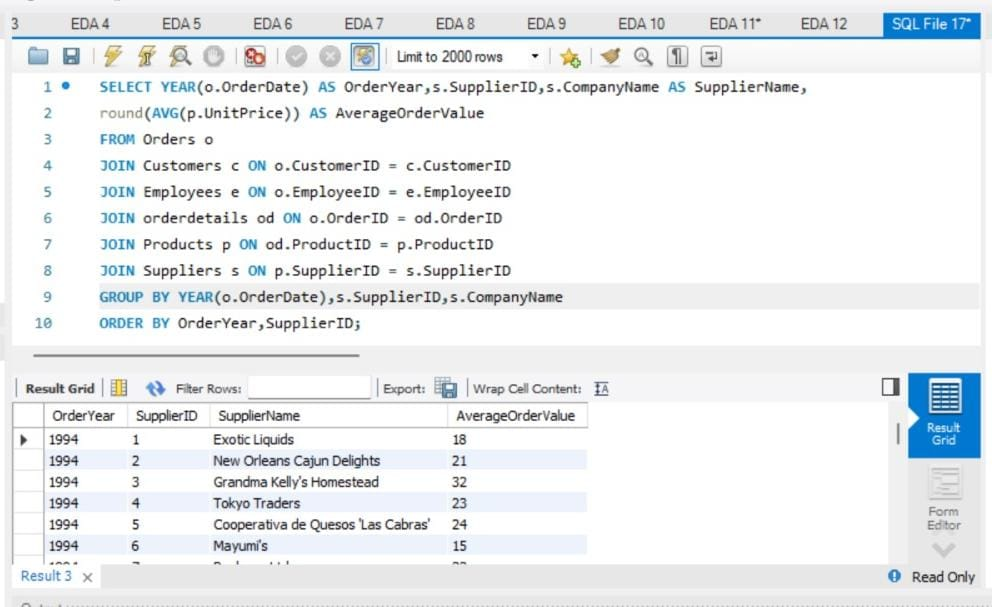 3 EDA 4 EDA 5 EDA 6 EDA 7 EDA 8 EDA 9 EDA 10 EDA 11* EDA 12 SQL File 17*
Limit to 2000 rows
1 SELECT YEAR(o.OrderDate) AS OrderYear,s.SupplierID,s.CompanyName AS SupplierName,
2 round(AVG(p.UnitPrice)) AS AverageOrderValue
3 FROM Orders o
4 JOIN Customers c ON o.CustomerID = c.CustomerID
5 JOIN Employees e ON o.EmployeeID = e.EmployeeID
6 JOIN orderdetails od ON o.OrderID = od.OrderID
7 JOIN Products p ON od.ProductID = p.ProductID
8 JOIN Suppliers s ON p.SupplierID = s.SupplierID
9 GROUP BY YEAR(o.OrderDate),s.SupplierID,s.CompanyName
10 ORDER BY OrderYear,SupplierID;
Result Grid Filter Rows: Export: Wrap Cell Content:
OrderYear SupplierID SupplierName AverageOrderValue
1994 1 Exotic Liquids 18
1994 2 New Orleans Cajun Delights 21
1994 3 Grandma Kelly's Homestead 32
1994 4 Tokyo Traders 23
1994 5 Cooperativa de Quesos 'Las Cabras' 24
1994 6 Mayumi's 15
Result
Grid
Form
Editor
Result 3 Read Only